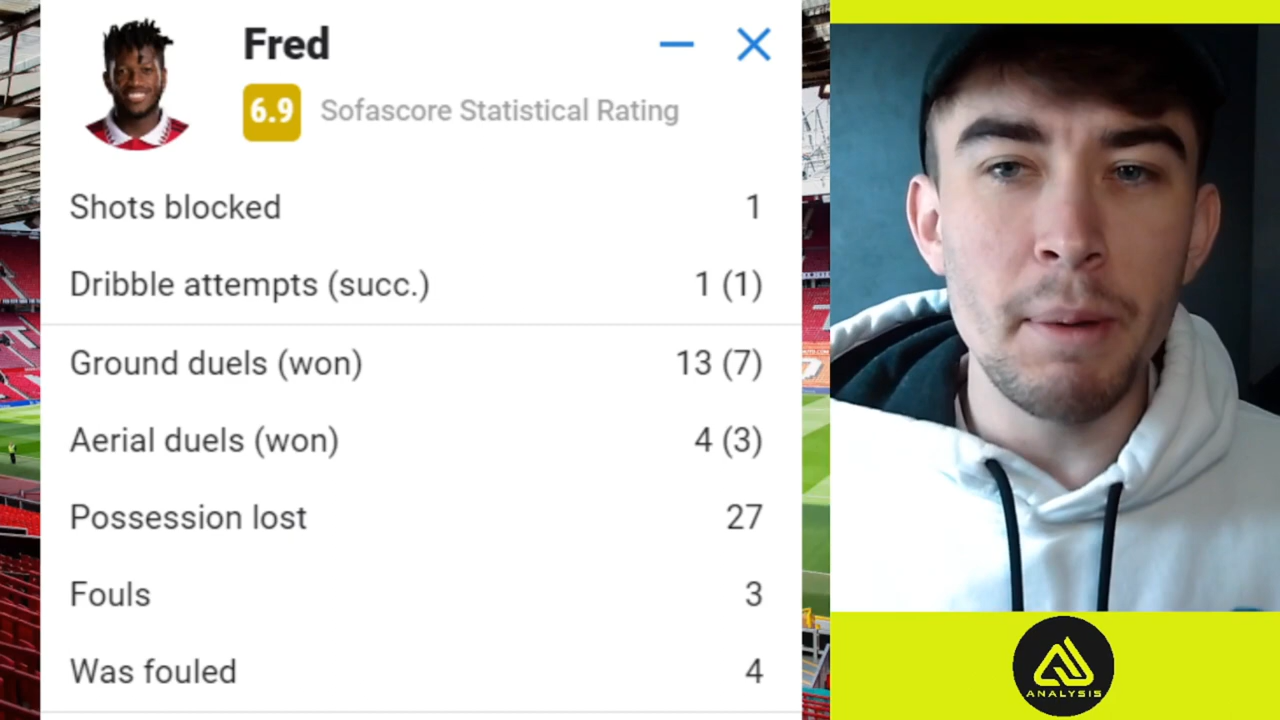 Fred
6.9 Sofascore Statistical Rating
Shots blocked 1
Dribble attempts (succ.) 1 (1)
Ground duels (won) 13 (7)
Aerial duels (won) 4 (3)
Possession lost 27
Fouls 3
Was fouled 4
ANALYSIS